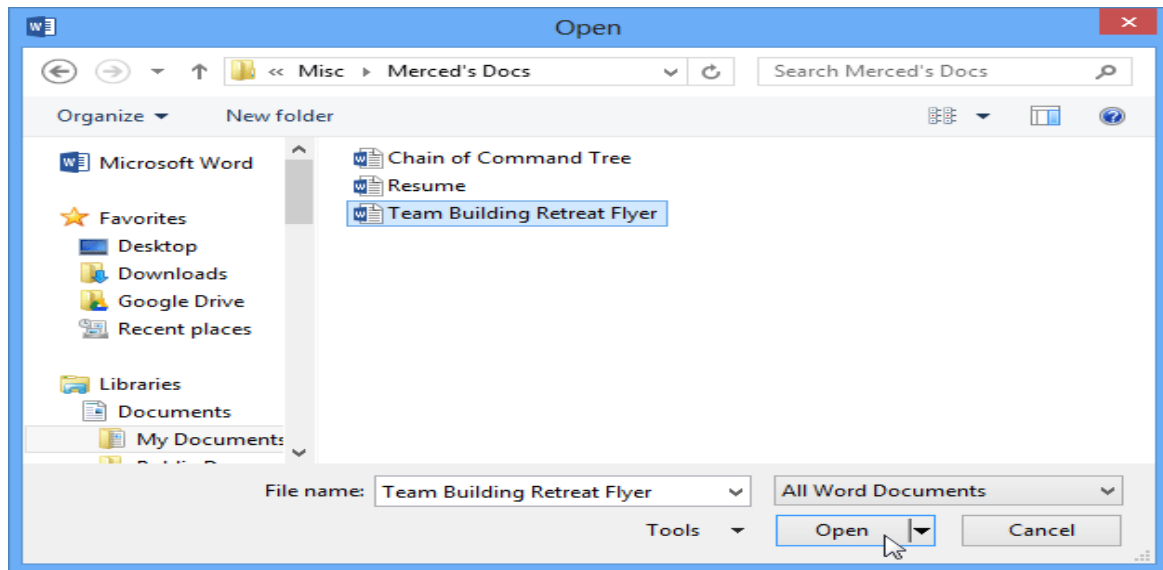 Open
« Misc ▸ Merced's Docs
Search Merced's Docs
Organize
New folder
Microsoft Word
Favorites
Desktop
Downloads
Google Drive
Recent places
Libraries
Documents
My Documents
Chain of Command Tree
Resume
Team Building Retreat Flyer
File name: Team Building Retreat Flyer
All Word Documents
Tools
Open
Cancel